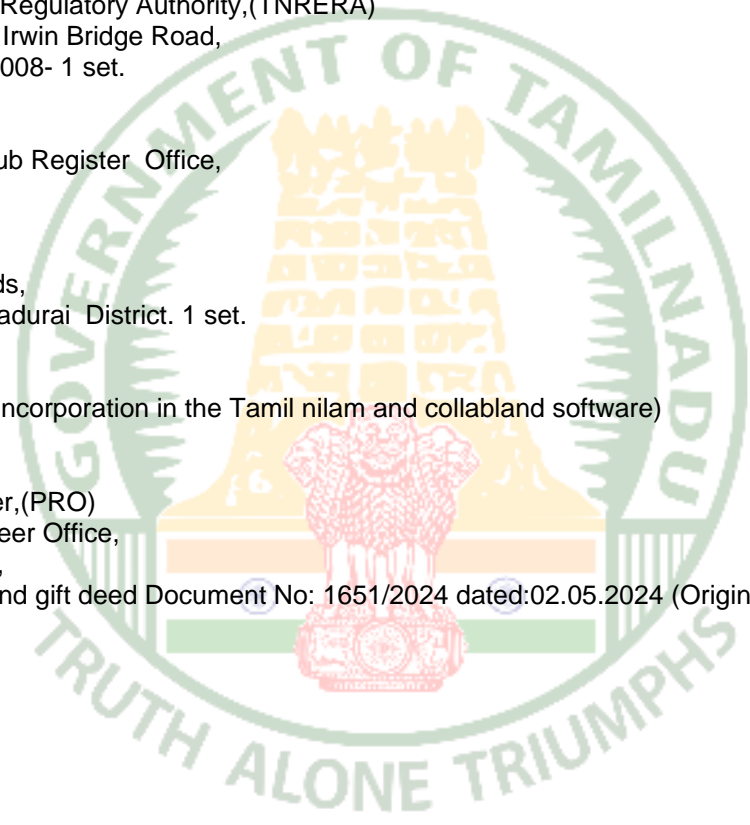 Regulatory Authority,(TNRERA)
Irwin Bridge Road,
008- 1 set.
ub Register Office,
ds,
adurai District. 1 set.
incorporation in the Tamil nilam and collabland software)
er,(PRO)
eer Office,
,
nd gift deed Document No: 1651/2024 dated:02.05.2024 (Origin
GOVERNMENT OF TAMILNADU
TRUTH ALONE TRIUMPHS